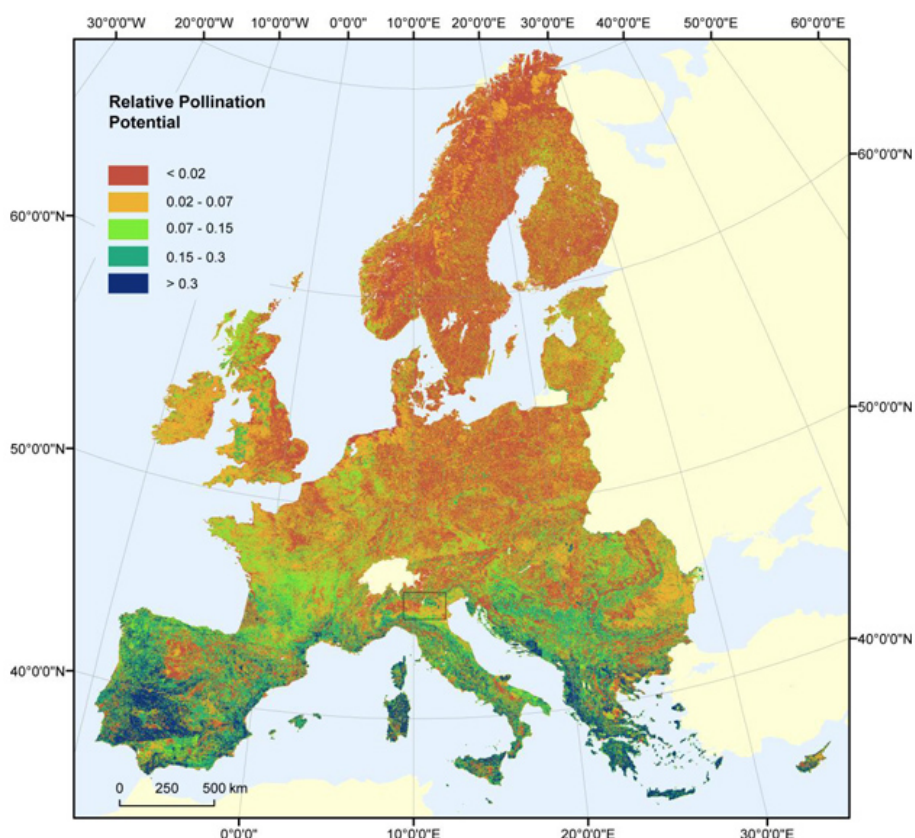 30°0'0"W 20°0'0"W 10°0'0"W 0°0'0"E 10°0'0"E 20°0'0"E 30°0'0"E 40°0'0"E 50°0'0"E 60°0'0"E
Relative Pollination
Potential
< 0.02
0.02 - 0.07
0.07 - 0.15
0.15 - 0.3
> 0.3
60°0'0"N
60°0'0"N
50°0'0"N
50°0'0"N
40°0'0"N
40°0'0"N
0 250 500 km
0°0'0"E 10°0'0"E 20°0'0"E 30°0'0"E